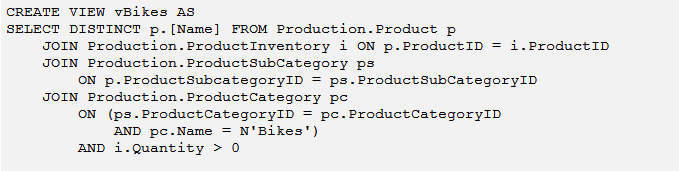 CREATE VIEW vBikes AS
SELECT DISTINCT p.[Name] FROM Production.Product p
JOIN Production.ProductInventory i ON p.ProductID = i.ProductID
JOIN Production.ProductSubCategory ps
ON p.ProductSubcategoryID = ps.ProductSubCategoryID
JOIN Production.ProductCategory pc
ON (ps.ProductCategoryID = pc.ProductCategoryID
AND pc.Name = N'Bikes')
AND i.Quantity > 0